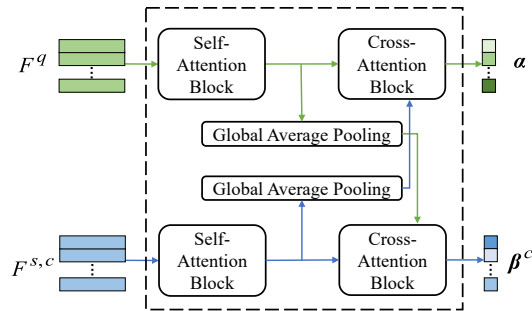 F^q
Self-
Attention
Block
Cross-
Attention
Block
α
Global Average Pooling
Global Average Pooling
F^{s,c}
Self-
Attention
Block
Cross-
Attention
Block
β^c